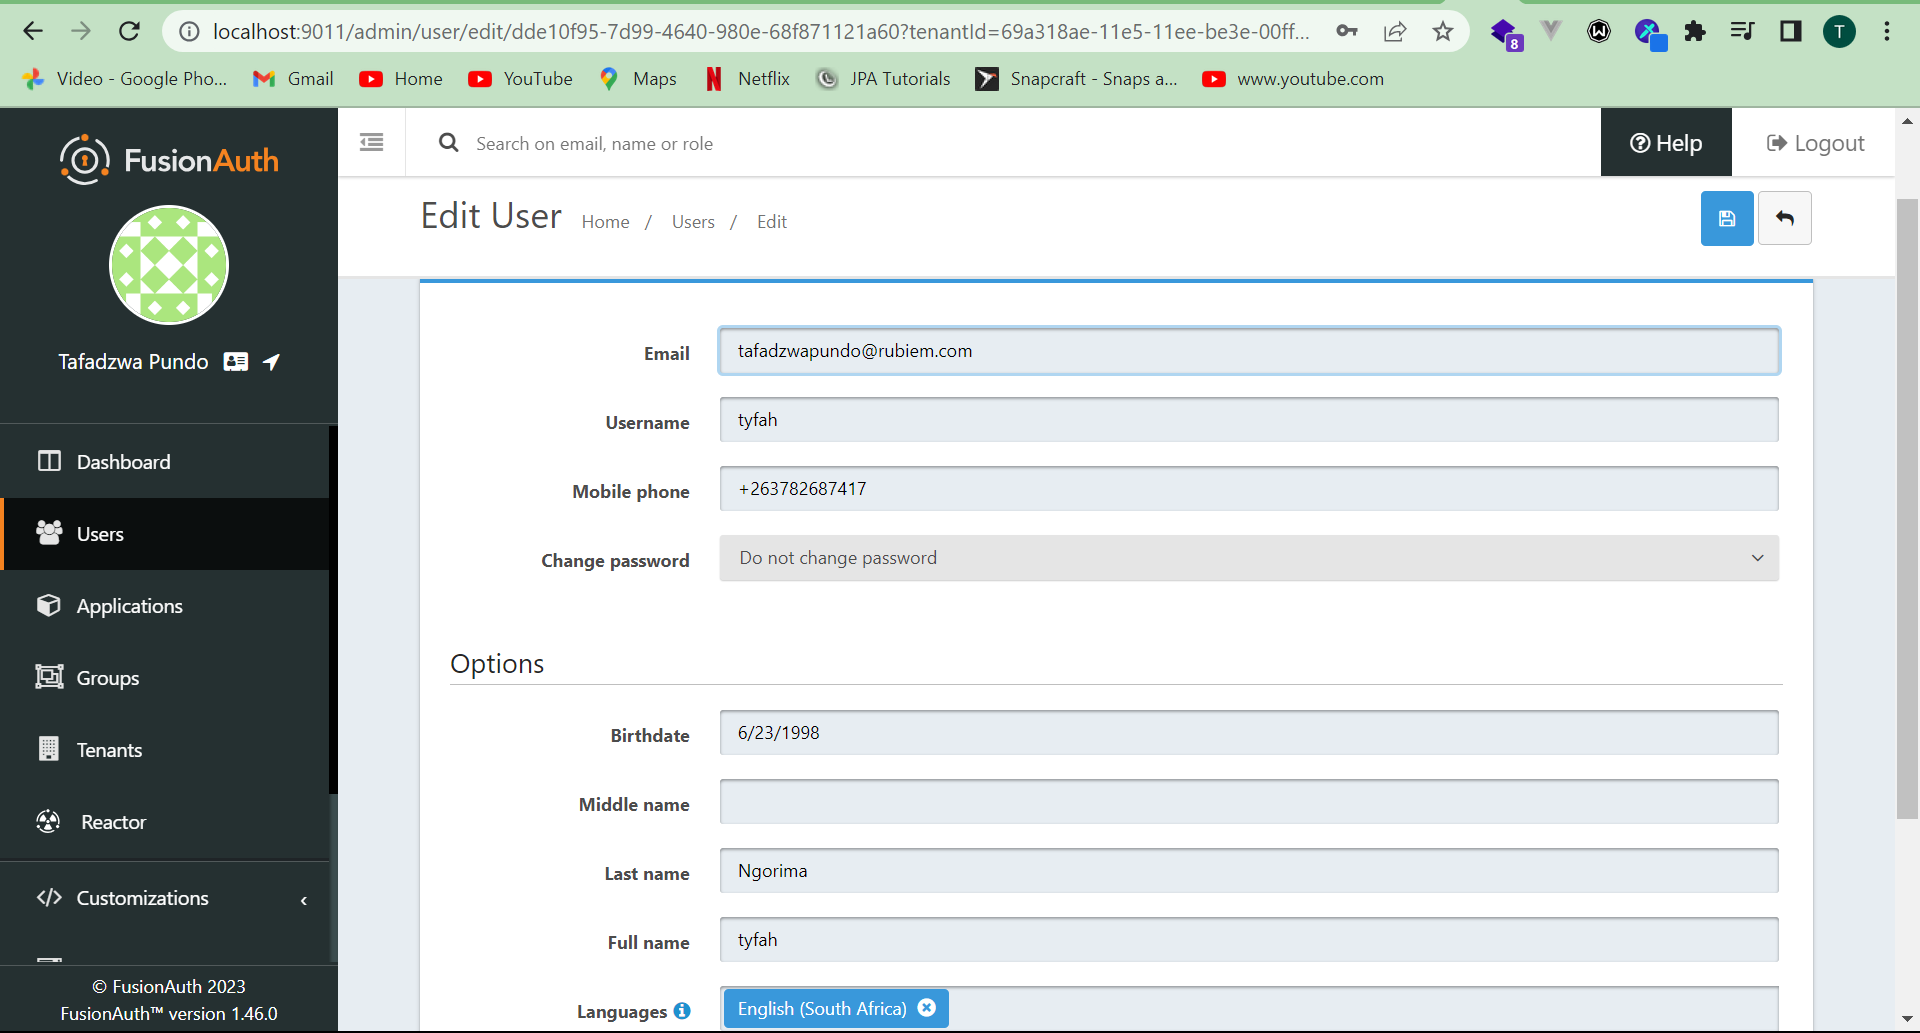 localhost:9011/admin/user/edit/dde10f95-7d99-4640-980e-68f871121a60?tenantId=69a318ae-11e5-11ee-be3e-00ff...
8
T
Video - Google Pho...
Gmail
Home
YouTube
Maps
Netflix
JPA Tutorials
Snapcraft - Snaps a...
www.youtube.com
FusionAuth
Search on email, name or role
Help
Logout
Edit User
Home / Users / Edit
Tafadzwa Pundo
Dashboard
Users
Applications
Groups
Tenants
Reactor
Customizations
© FusionAuth 2023
FusionAuth™ version 1.46.0
Email tafadzwapundo@rubiem.com
Username tyfah
Mobile phone +263782687417
Change password Do not change password
Options
Birthdate 6/23/1998
Middle name
Last name Ngorima
Full name tyfah
Languages English (South Africa)